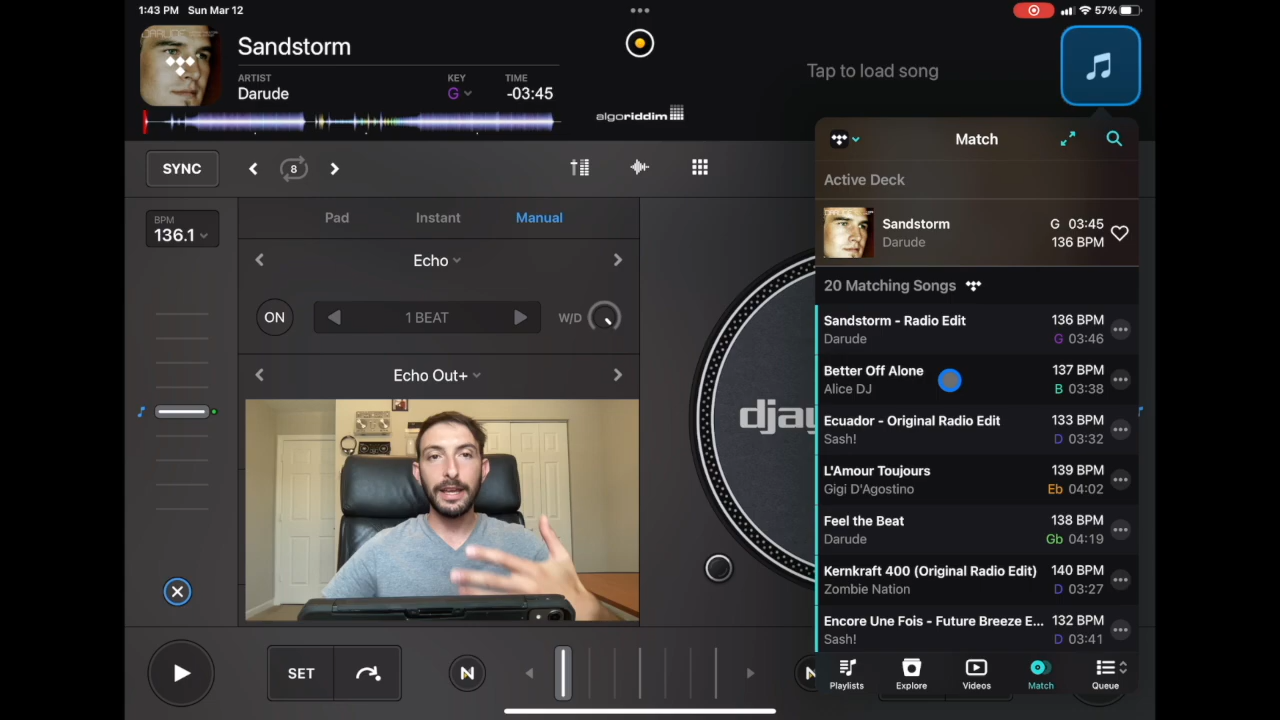 1:43 PM Sun Mar 12
57%
DARUDE
Sandstorm
ARTIST
Darude
KEY
G
TIME
-03:45
algoriddim
Tap to load song
SYNC
8
BPM
136.1
Pad Instant Manual
Echo
ON
1 BEAT
W/D
Echo Out+
SET
N
djay
N
Match
Active Deck
Sandstorm G 03:45
Darude 136 BPM
20 Matching Songs
Sandstorm - Radio Edit 136 BPM
Darude G 03:46
Better Off Alone 137 BPM
Alice DJ B 03:38
Ecuador - Original Radio Edit 133 BPM
Sash! D 03:32
L'Amour Toujours 139 BPM
Gigi D'Agostino Eb 04:02
Feel the Beat 138 BPM
Darude Gb 04:19
Kernkraft 400 (Original Radio Edit) 140 BPM
Zombie Nation D 03:27
Encore Une Fois - Future Breeze E... 132 BPM
Sash! D 03:41
Playlists Explore Videos Match Queue